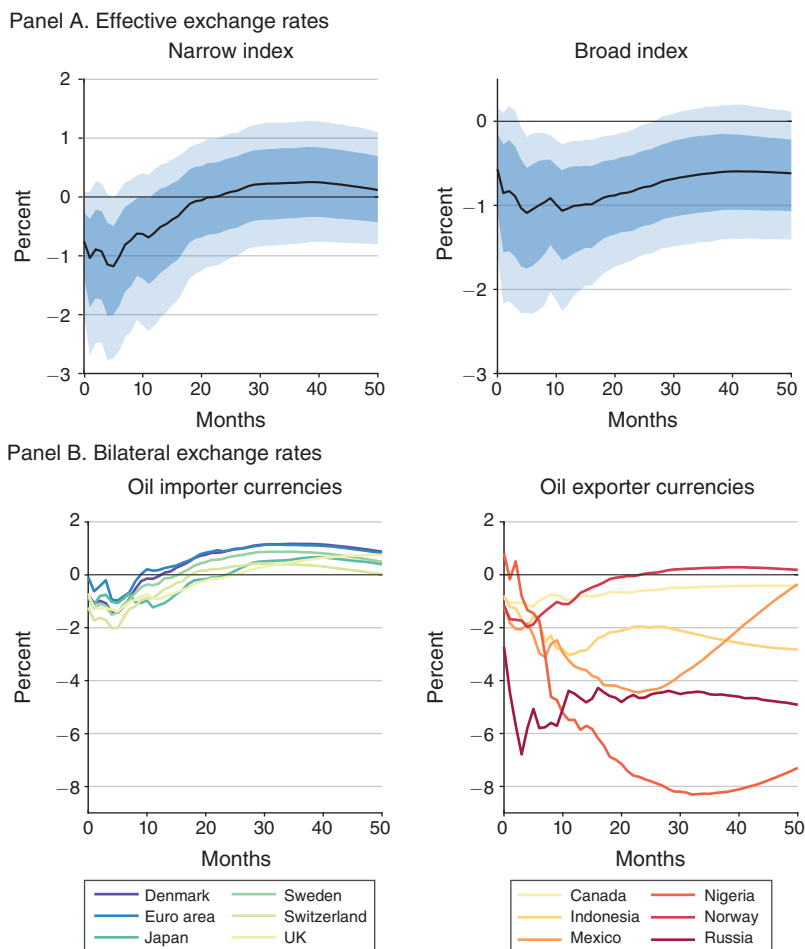 Panel A. Effective exchange rates
Narrow index
Broad index
2
1
0
−1
−2
−3
Percent
0 10 20 30 40 50
Months
0
−1
−2
−3
Percent
0 10 20 30 40 50
Months
Panel B. Bilateral exchange rates
Oil importer currencies
Oil exporter currencies
2
0
−2
−4
−6
−8
Percent
0 10 20 30 40 50
Months
2
0
−2
−4
−6
−8
Percent
0 10 20 30 40 50
Months
Denmark Sweden
Euro area Switzerland
Japan UK
Canada Nigeria
Indonesia Norway
Mexico Russia